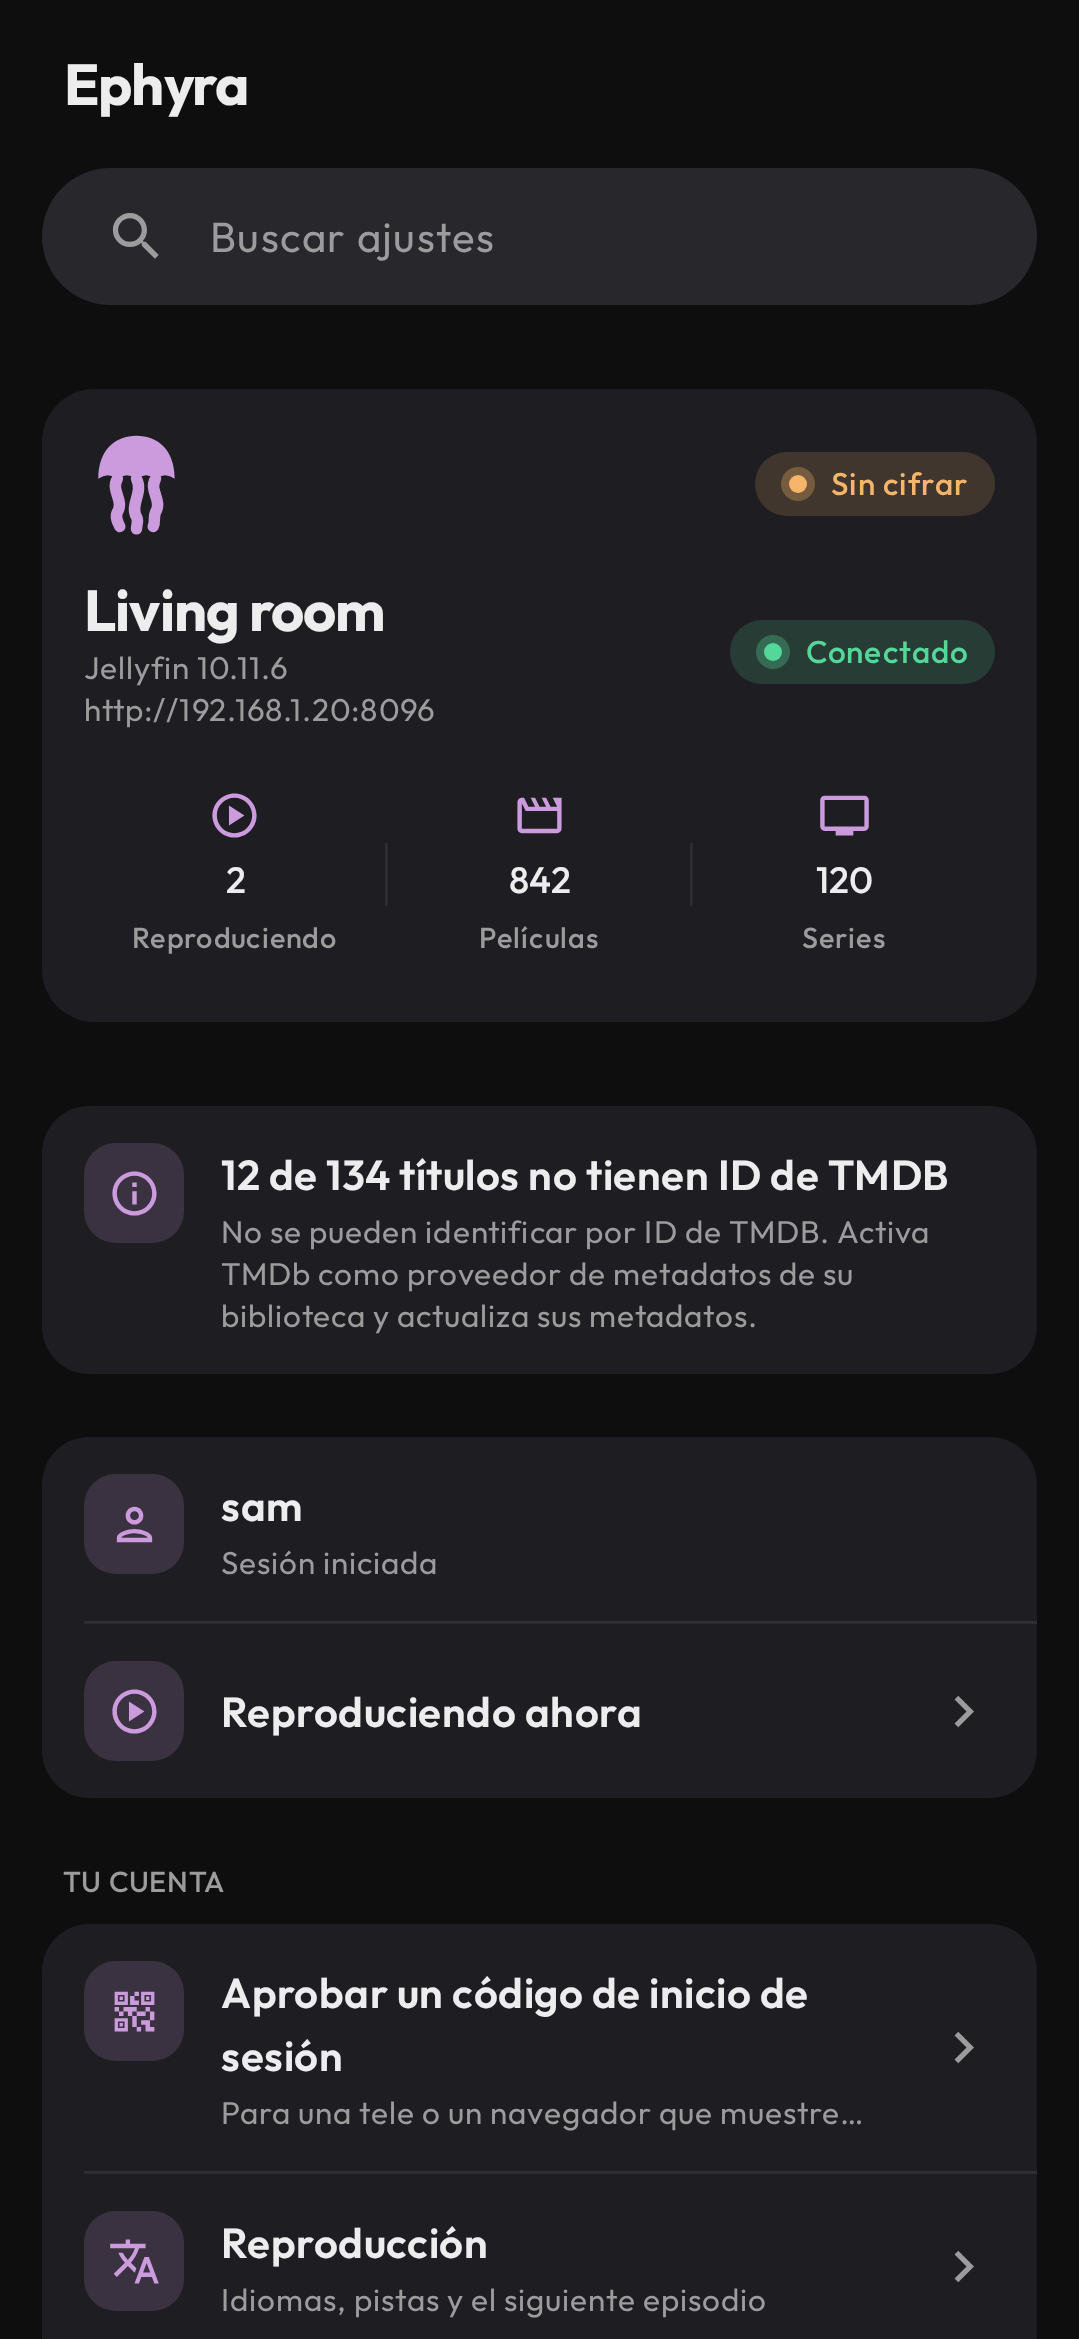 Ephyra
Buscar ajustes
Sin cifrar
Living room
Jellyfin 10.11.6
http://192.168.1.20:8096
Conectado
2
Reproduciendo
842
Películas
120
Series
12 de 134 títulos no tienen ID de TMDB
No se pueden identificar por ID de TMDB. Activa
TMDb como proveedor de metadatos de su
biblioteca y actualiza sus metadatos.
sam
Sesión iniciada
Reproduciendo ahora
TU CUENTA
Aprobar un código de inicio de
sesión
Para una tele o un navegador que muestre…
Reproducción
Idiomas, pistas y el siguiente episodio